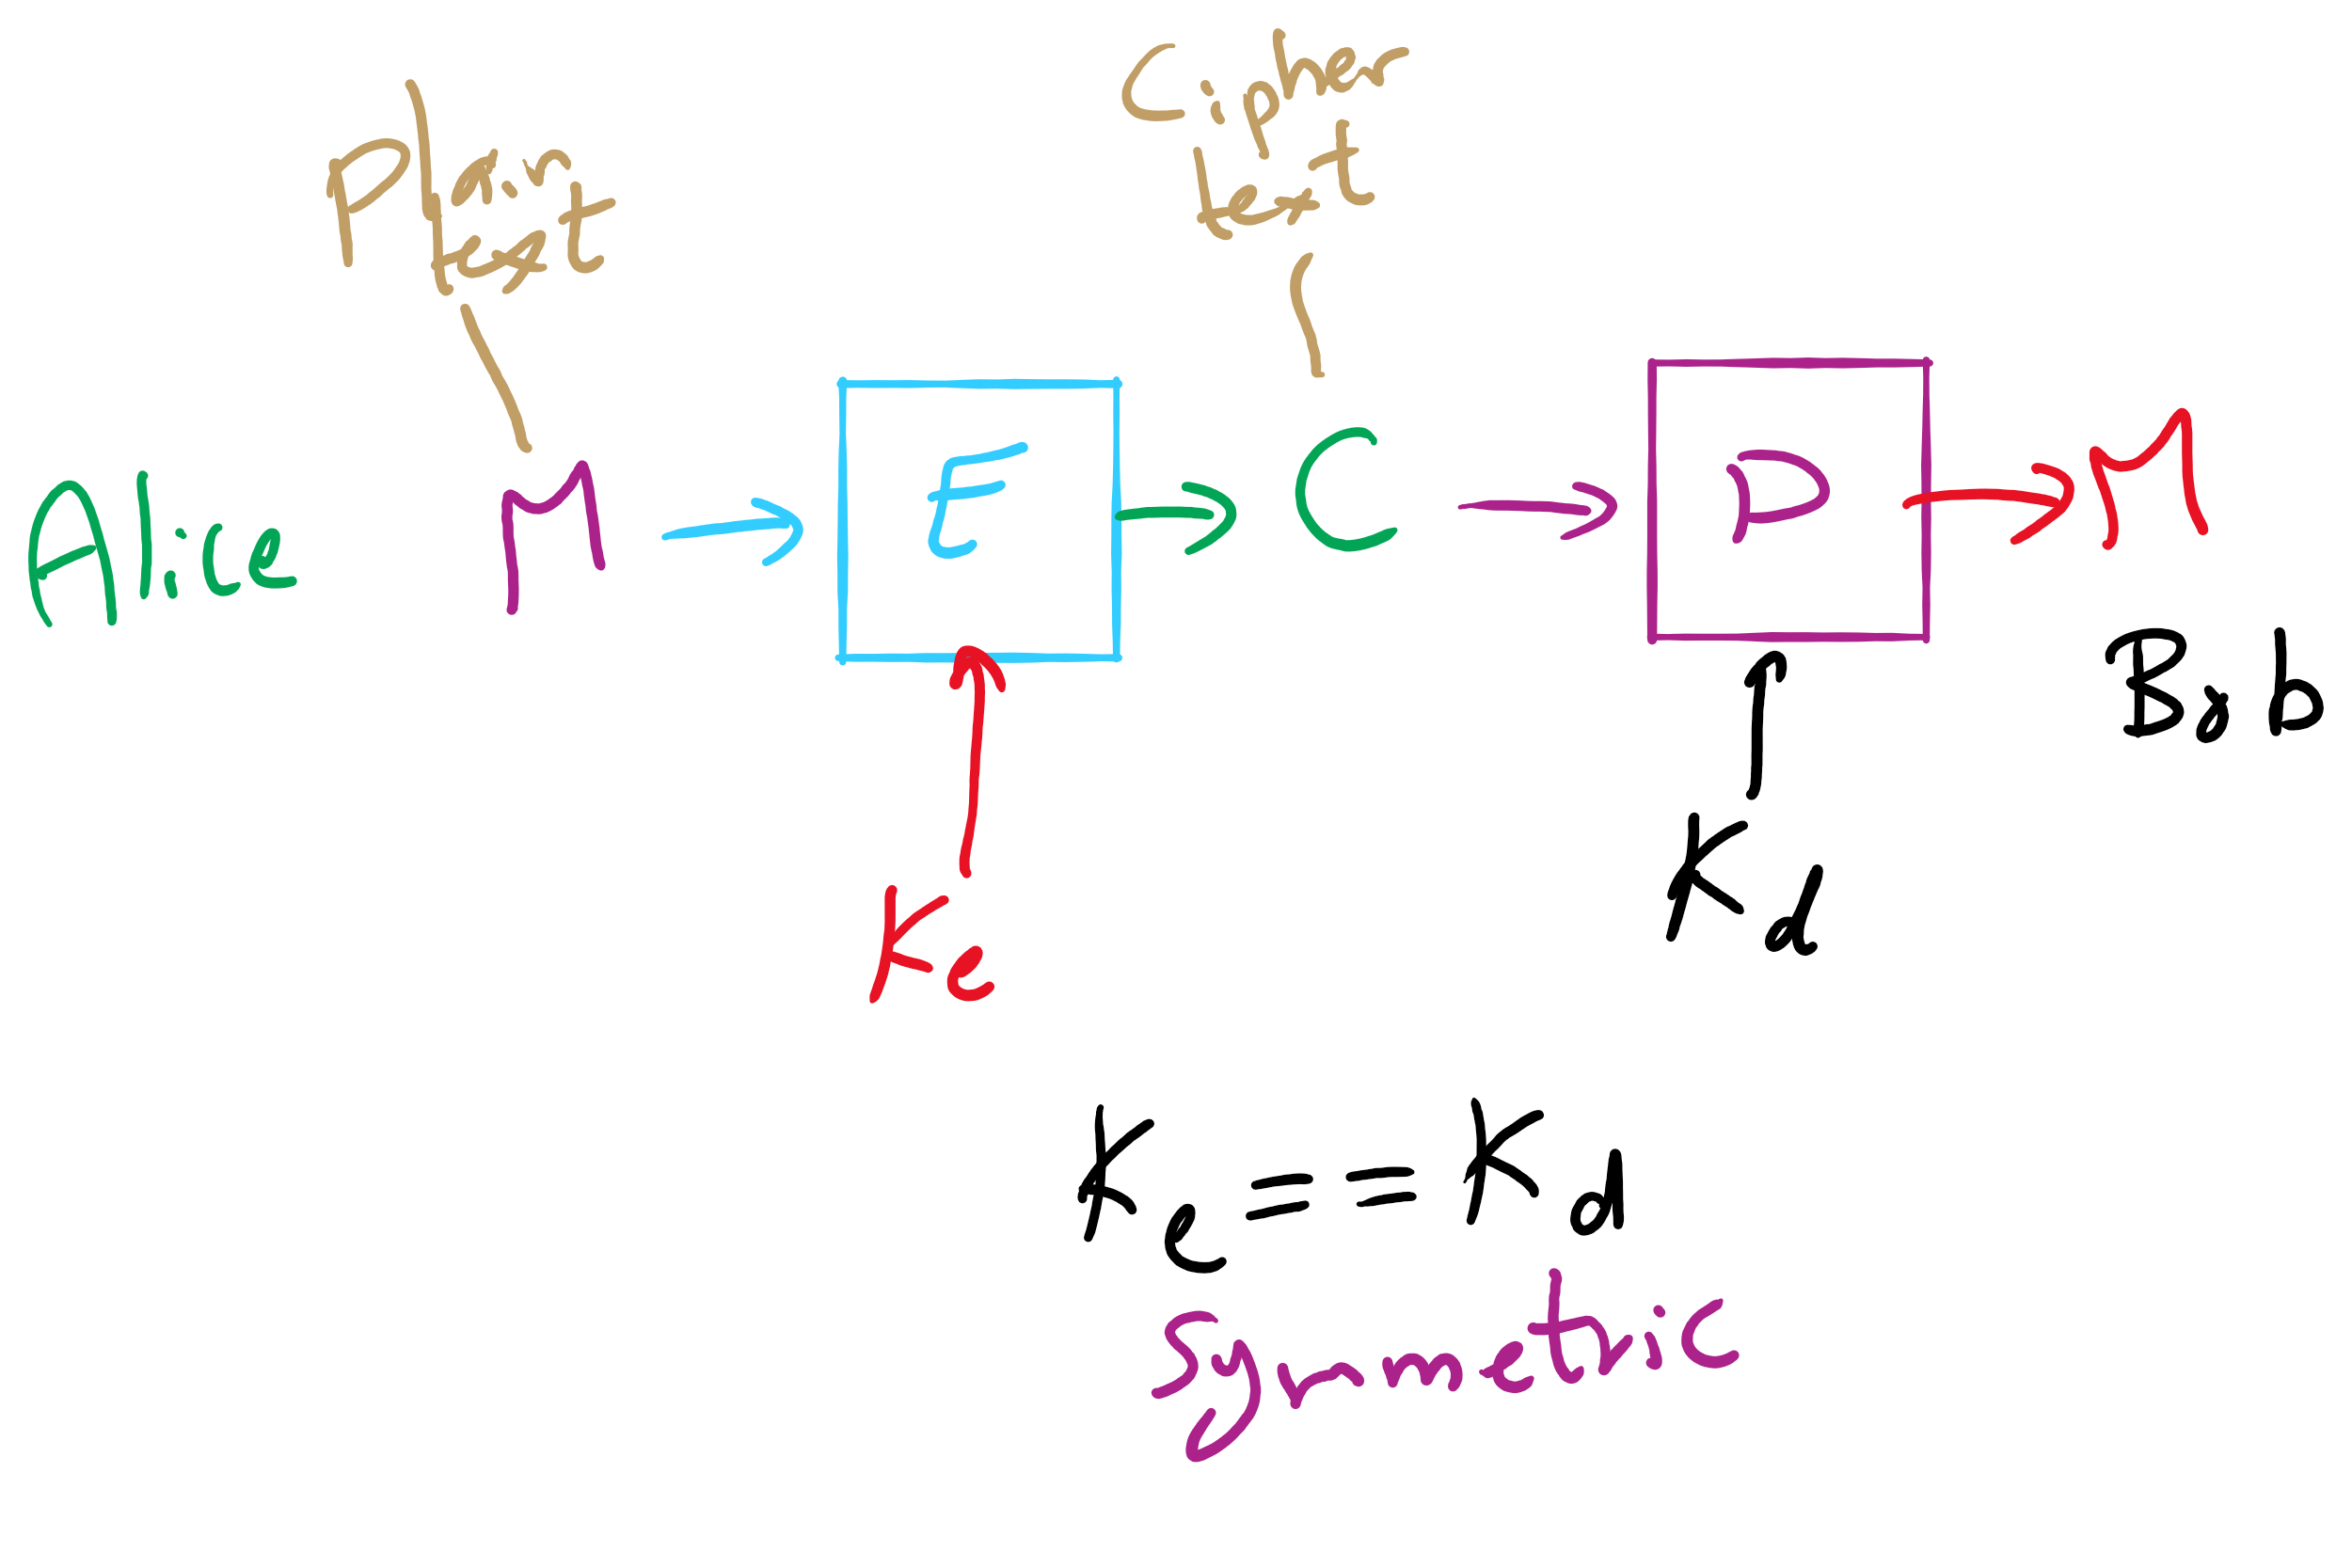 Plain
text
Cipher
text
Alice M E C D M
Bob
Ke
Kd
Ke == Kd
Symmetric